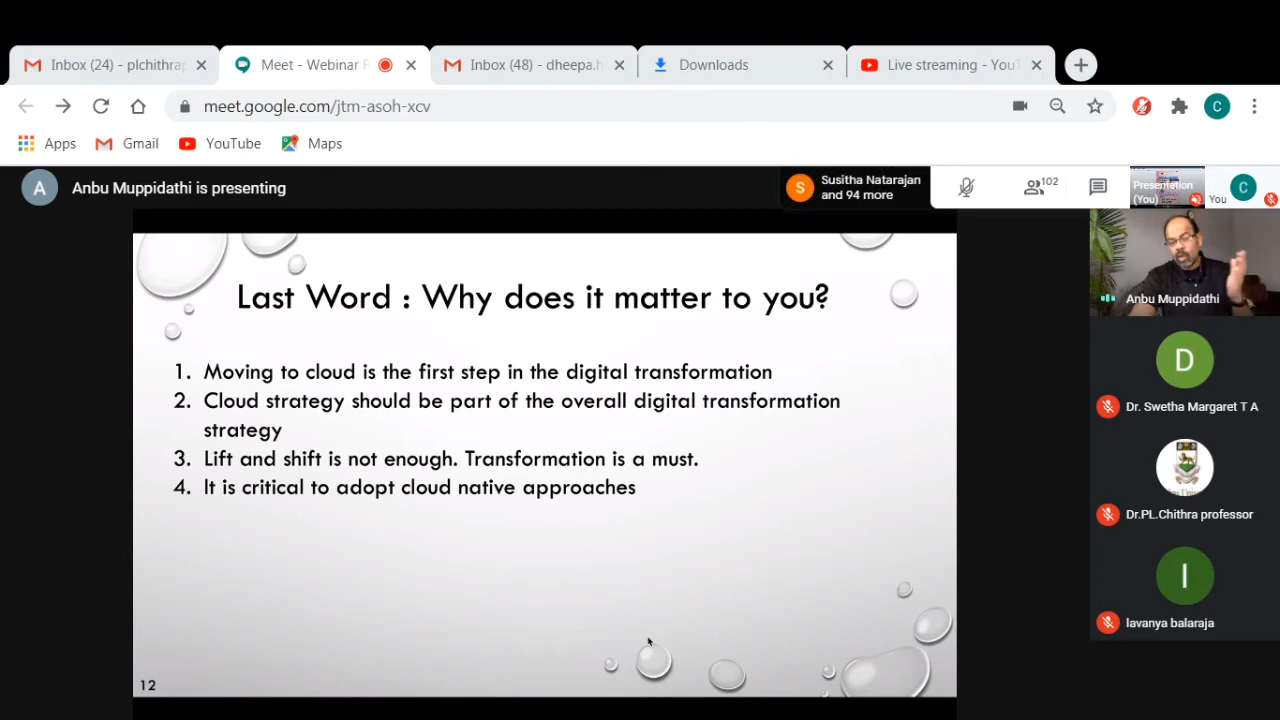 Inbox (24) - plchithrap
Meet - Webinar
Inbox (48) - dheepa.h
Downloads
Live streaming - YouT
meet.google.com/jtm-asoh-xcv
C
Apps
Gmail
YouTube
Maps
A
Anbu Muppidathi is presenting
S
Susitha Natarajan
and 94 more
102
Presentation
(You)
C
You
Last Word : Why does it matter to you?
1. Moving to cloud is the first step in the digital transformation
2. Cloud strategy should be part of the overall digital transformation
strategy
3. Lift and shift is not enough. Transformation is a must.
4. It is critical to adopt cloud native approaches
12
Anbu Muppidathi
D
Dr. Swetha Margaret T A
Dr.PL.Chithra professor
I
lavanya balaraja